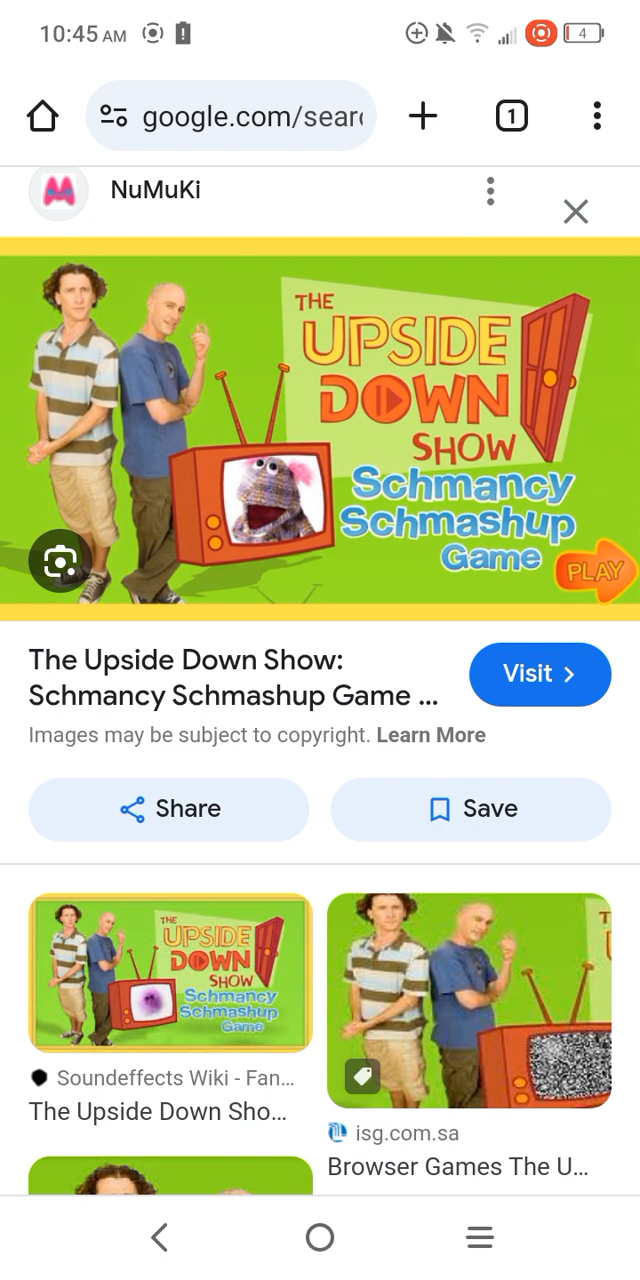 10:45 AM
4
google.com/sear
1
NuMuKi
THE
UPSIDE
DOWN
SHOW
Schmancy
Schmashup
Game
PLAY
The Upside Down Show:
Schmancy Schmashup Game ...
Visit
Images may be subject to copyright. Learn More
Share
Save
THE
UPSIDE
DOWN
SHOW
Schmancy
Schmashup
Game
T
Soundeffects Wiki - Fan...
The Upside Down Sho...
isg.com.sa
Browser Games The U...